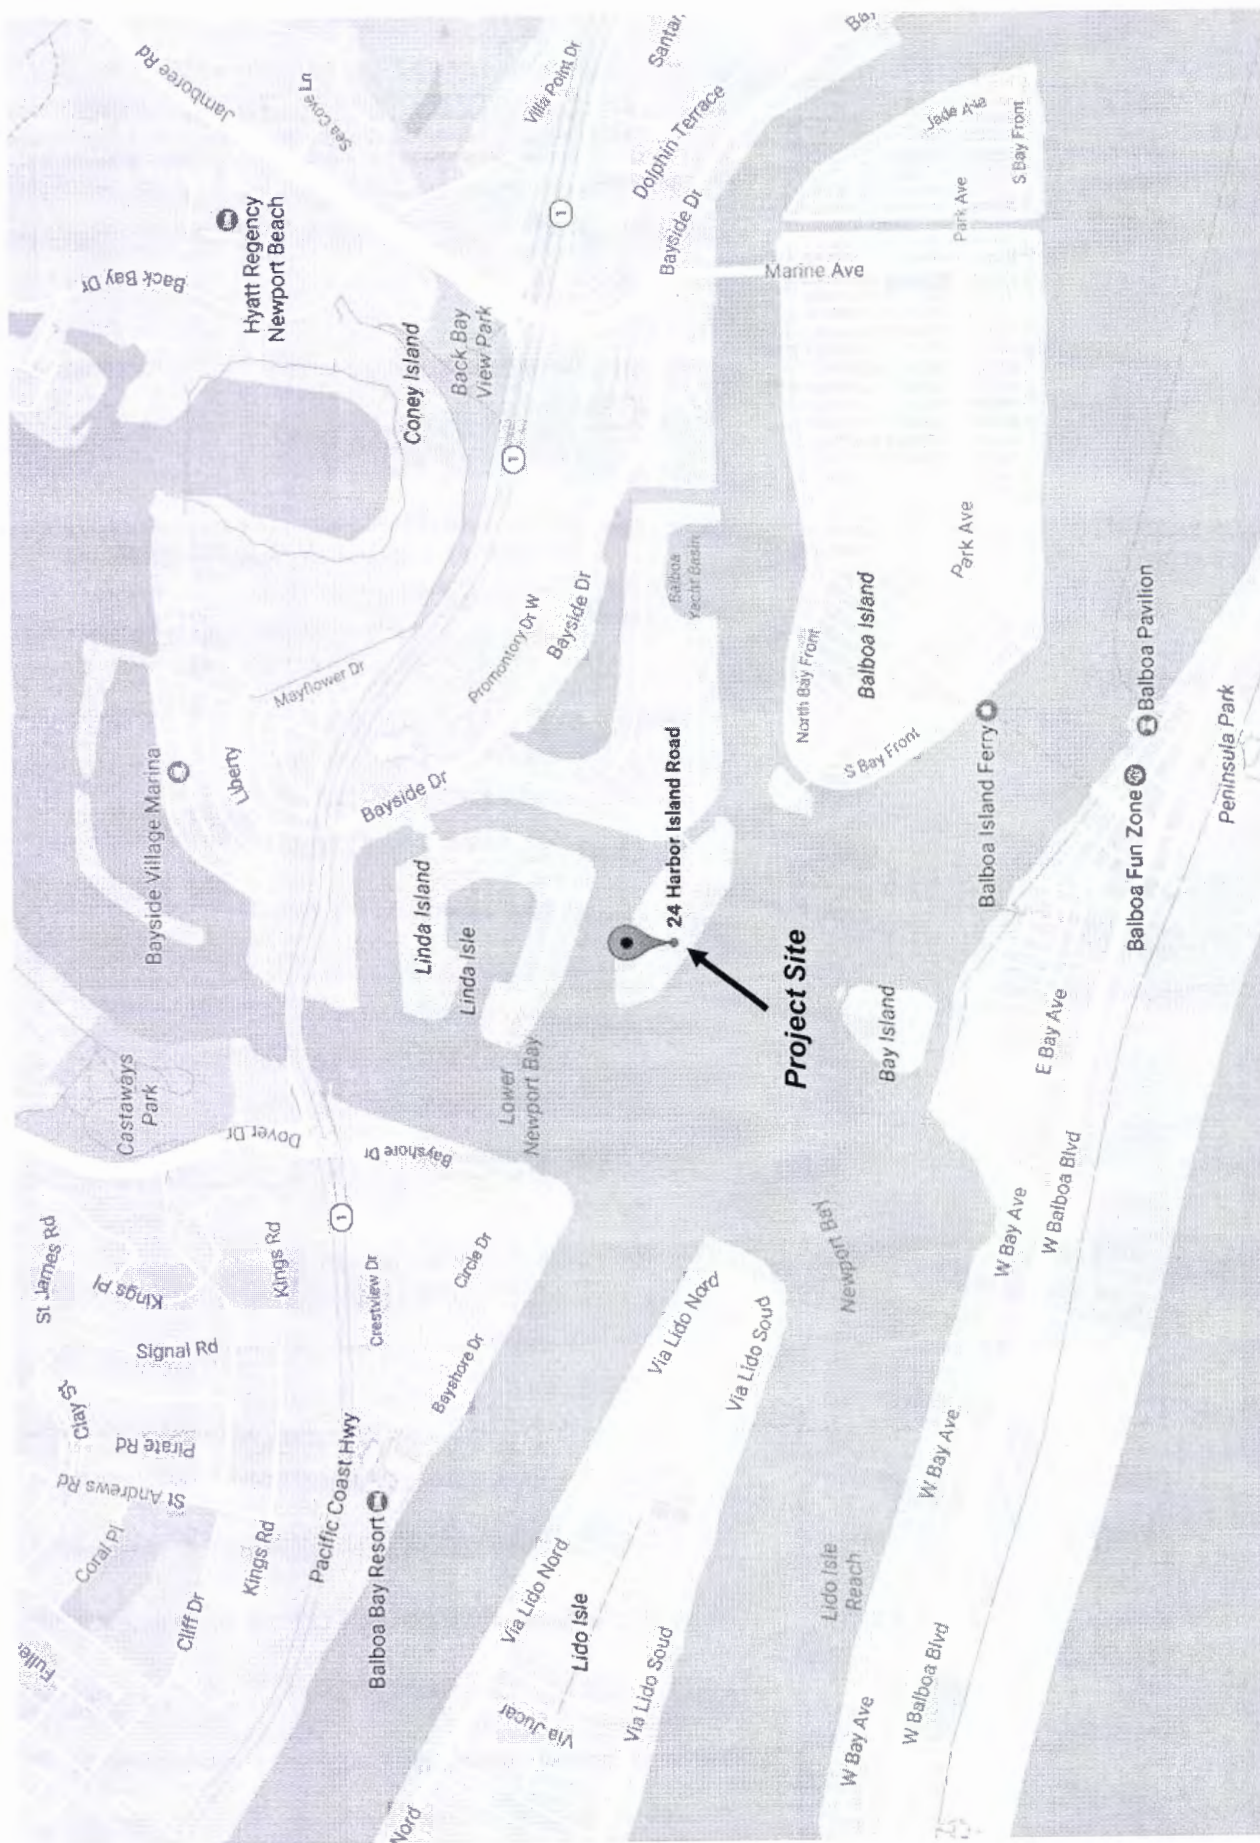 Fulle
Coral Pl
St Andrews Rd
Pirate Rd
Clay St
St James Rd
Kings Pl
Signal Rd
Cliff Dr
Kings Rd
Kings Rd
Pacific Coast Hwy
Balboa Bay Resort
Crestview Dr
1
Circle Dr
Bayshore Dr
Bayshore Dr
Dover Dr
Castaways
Park
Bayside Village Marina
Liberty
Mayflower Dr
Back Bay Dr
Jamboree Rd
Sea Cove Ln
Hyatt Regency
Newport Beach
Coney Island
Back Bay
View Park
1
1
Villa Point Dr
Santa
Dolphin Terrace
Bayside Dr
Promontory Dr W
Bayside Dr
Bayside Dr
Linda Island
Linda Isle
Lower
Newport Bay
24 Harbor Island Road
Project Site
Balboa
Yacht Basin
Marine Ave
Jade Ave
Park Ave
S Bay Front
North Bay Front
Balboa Island
Park Ave
S Bay Front
Balboa Island Ferry
Balboa Pavilion
Balboa Fun Zone
Peninsula Park
Bay Island
Newport Bay
E Bay Ave
W Balboa Blvd
W Bay Ave
Via Lido Nord
Via Lido Soud
Via Lido Nord
Lido Isle
Via Jucar
Via Lido Soud
Nord
Lido Isle
Reach
W Bay Ave
W Balboa Blvd
W Bay Ave